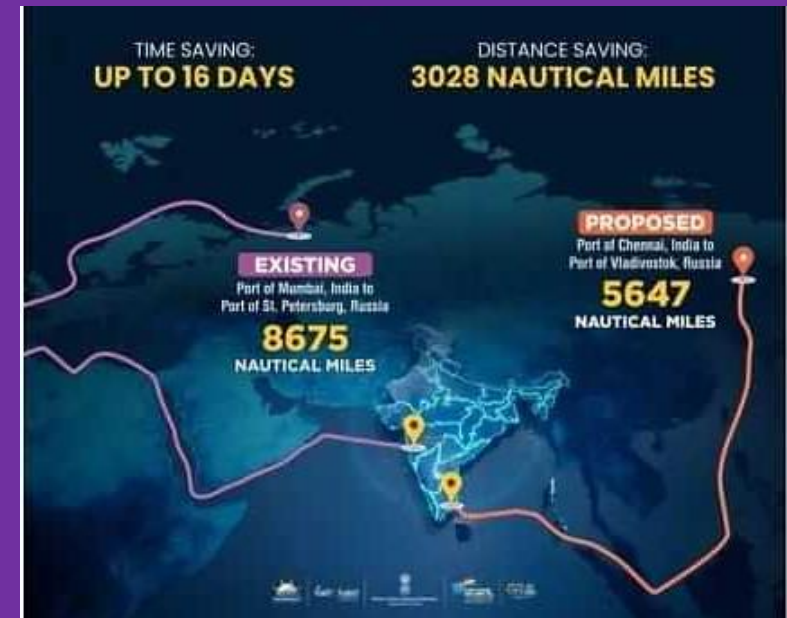 TIME SAVING:
UP TO 16 DAYS
DISTANCE SAVING:
3028 NAUTICAL MILES
EXISTING
Port of Mumbai, India to
Port of St. Petersburg, Russia
8675
NAUTICAL MILES
PROPOSED
Port of Chennai, India to
Port of Vladivostok, Russia
5647
NAUTICAL MILES